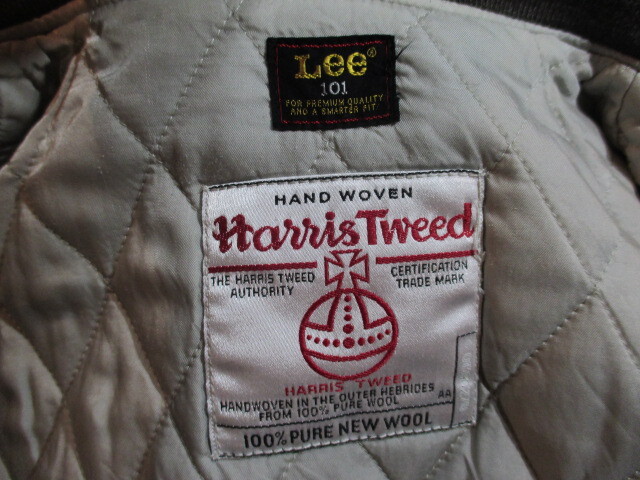 Lee®
101
FOR PREMIUM QUALITY
AND A SMARTER FIT
HAND WOVEN
Harris Tweed
THE HARRIS TWEED
AUTHORITY
CERTIFICATION
TRADE MARK
HARRIS TWEED
HANDWOVEN IN THE OUTER HEBRIDES
FROM 100% PURE WOOL
AA
100% PURE NEW WOOL